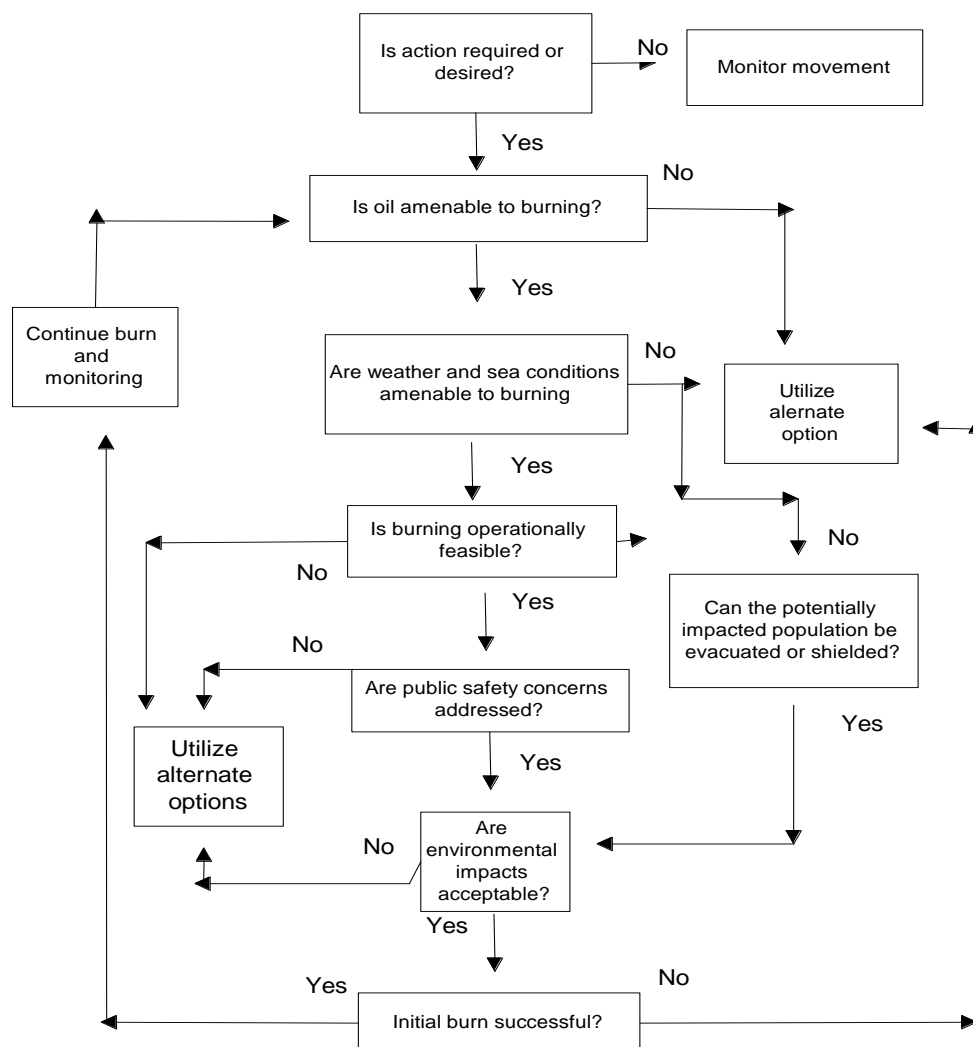 Is action required or
desired?
No
Monitor movement
Yes
No
Is oil amenable to burning?
Yes
Continue burn
and
monitoring
Are weather and sea conditions
amenable to burning
No
Utilize
alernate
option
Yes
Is burning operationally
feasible?
No
No
Yes
Can the potentially
impacted population be
evacuated or shielded?
No
Are public safety concerns
addressed?
Yes
Utilize
alternate
options
Yes
Are
environmental
impacts
acceptable?
No
Yes
Yes
No
Initial burn successful?